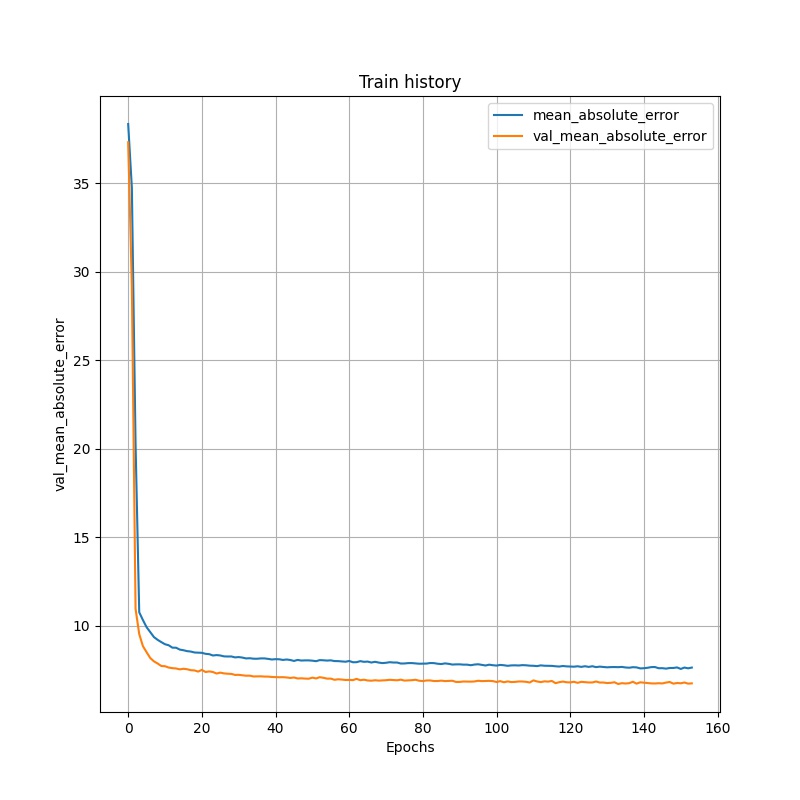 Train history
mean_absolute_error
val_mean_absolute_error
val_mean_absolute_error
35
30
25
20
15
10
0 20 40 60 80 100 120 140 160
Epochs